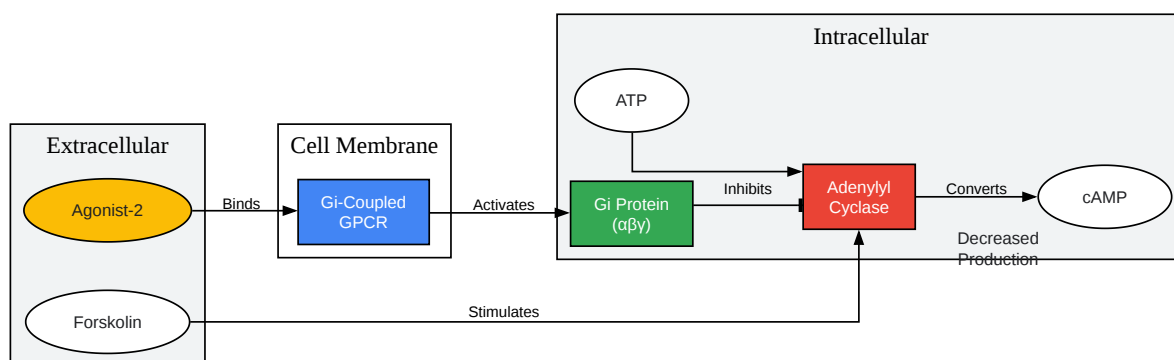 Intracellular
ATP
Extracellular
Cell Membrane
Agonist-2
Binds
Gi-Coupled
GPCR
Activates
Gi Protein
(αβγ)
Inhibits
Adenylyl
Cyclase
Converts
cAMP
Decreased
Production
Forskolin
Stimulates